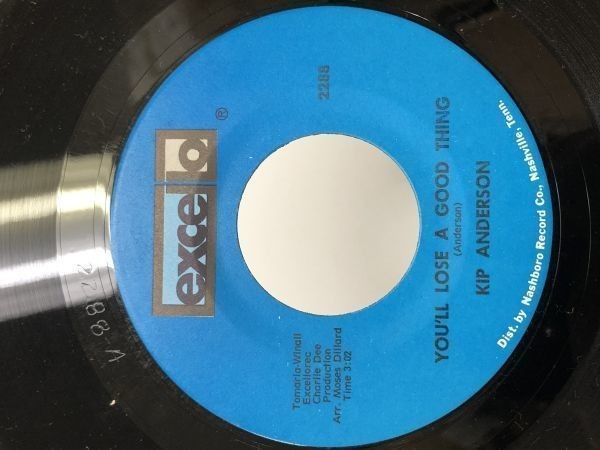 excello
®
2288
Tomaria-Winall
Excellorec
Charlie Dee
Production
Arr. Moses Dillard
Time 3:02
YOU'LL LOSE A GOOD THING
(Anderson)
KIP ANDERSON
Dist. by Nashboro Record Co., Nashville, Tenn.